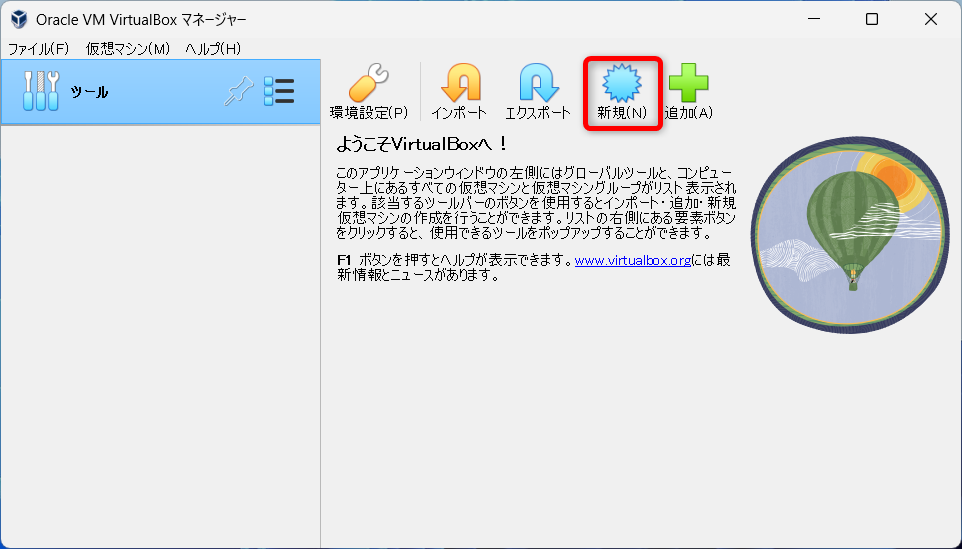 Oracle VM VirtualBox マネージャー
ファイル(F) 仮想マシン(M) ヘルプ(H)
ツール
環境設定(P) インポート エクスポート 新規(N) 追加(A)
ようこそVirtualBoxへ！
このアプリケーションウィンドウの左側にはグローバルツールと、コンピュー
ター上にあるすべての仮想マシンと仮想マシングループがリスト表示され
ます。該当するツールバーのボタンを使用するとインポート・追加・新規
仮想マシンの作成を行うことができます。リストの右側にある要素ボタン
をクリックすると、使用できるツールをポップアップすることができます。
F1 ボタンを押すとヘルプが表示できます。www.virtualbox.orgには最
新情報とニュースがあります。